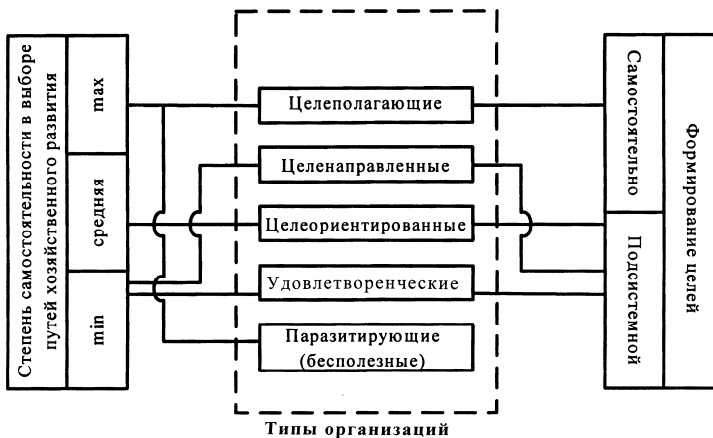 Степень самостоятельности в выборе
путей хозяйственного развития
max
средняя
min
Целеполагающие
Целенаправленные
Целеориентированные
Удовлетворенческие
Паразитирующие
(бесполезные)
Самостоятельно
Подсистемной
Формирование целей
Типы организаций